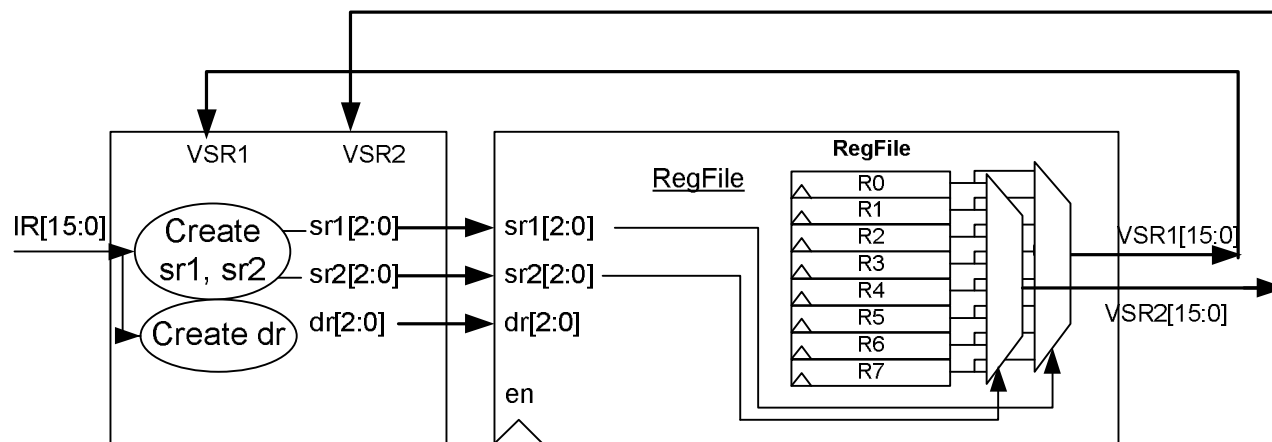 VSR1
VSR2
RegFile
RegFile
IR[15:0]
Create
sr1, sr2
Create dr
sr1[2:0]
sr2[2:0]
dr[2:0]
sr1[2:0]
sr2[2:0]
dr[2:0]
en
R0
R1
R2
R3
R4
R5
R6
R7
VSR1[15:0]
VSR2[15:0]